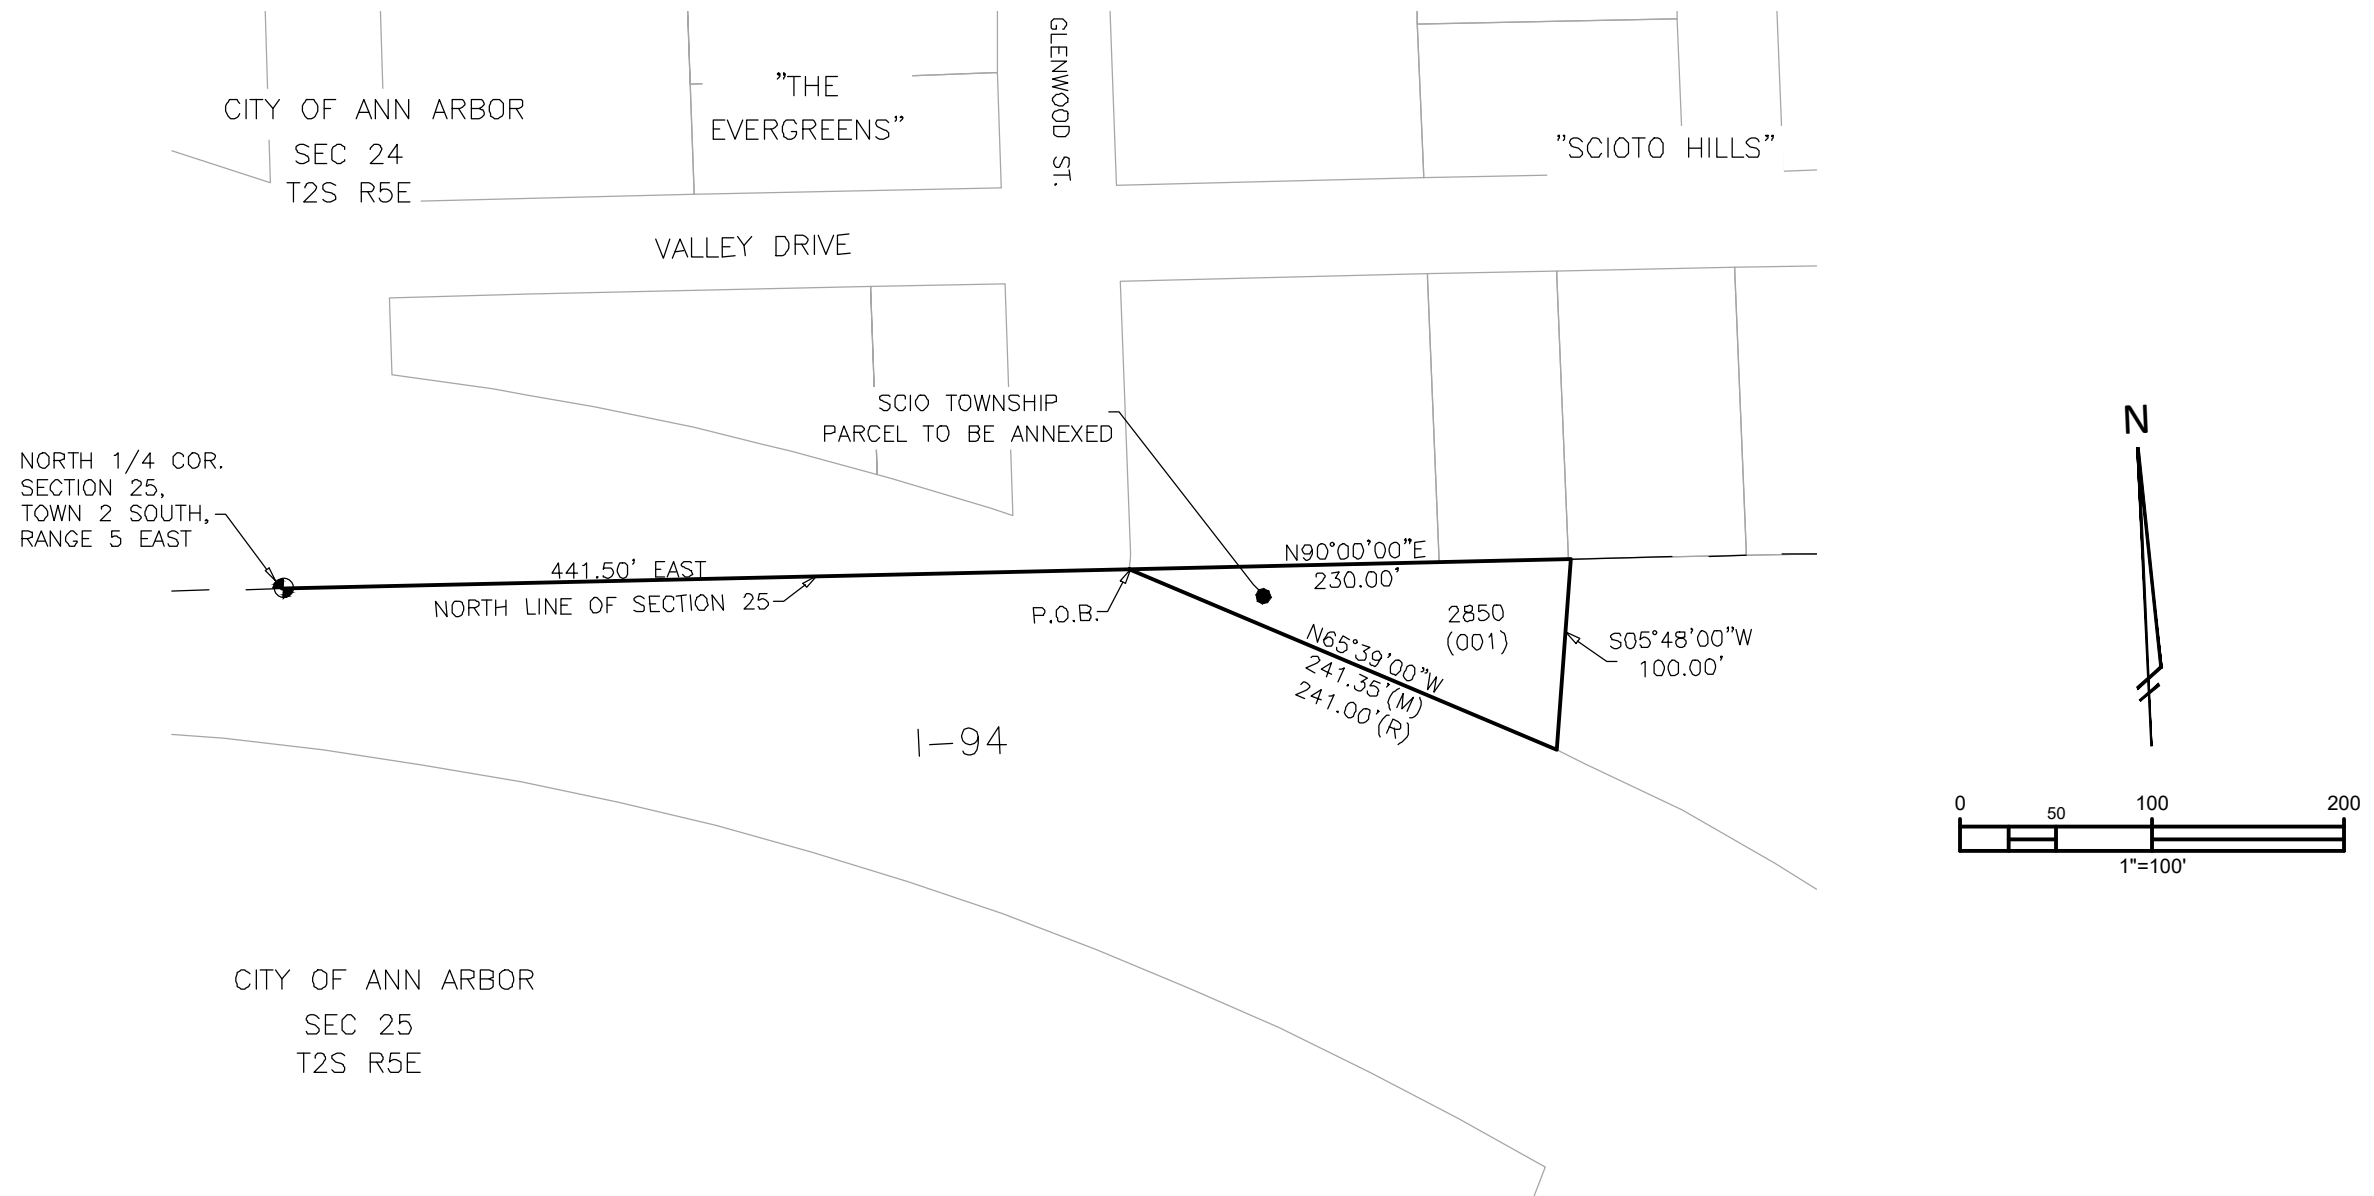 GLENWOOD ST.
"THE
EVERGREENS"
CITY OF ANN ARBOR
SEC 24
T2S R5E
"SCIOTO HILLS"
VALLEY DRIVE
SCIO TOWNSHIP
PARCEL TO BE ANNEXED
N
NORTH 1/4 COR.
SECTION 25,
TOWN 2 SOUTH,
RANGE 5 EAST
441.50' EAST
NORTH LINE OF SECTION 25
P.O.B.
N90°00'00"E
230.00'
2850
(001)
S05°48'00"W
100.00'
N65°39'00"W
241.35'(M)
241.00'(R)
I-94
0 50 100 200
1"=100'
CITY OF ANN ARBOR
SEC 25
T2S R5E